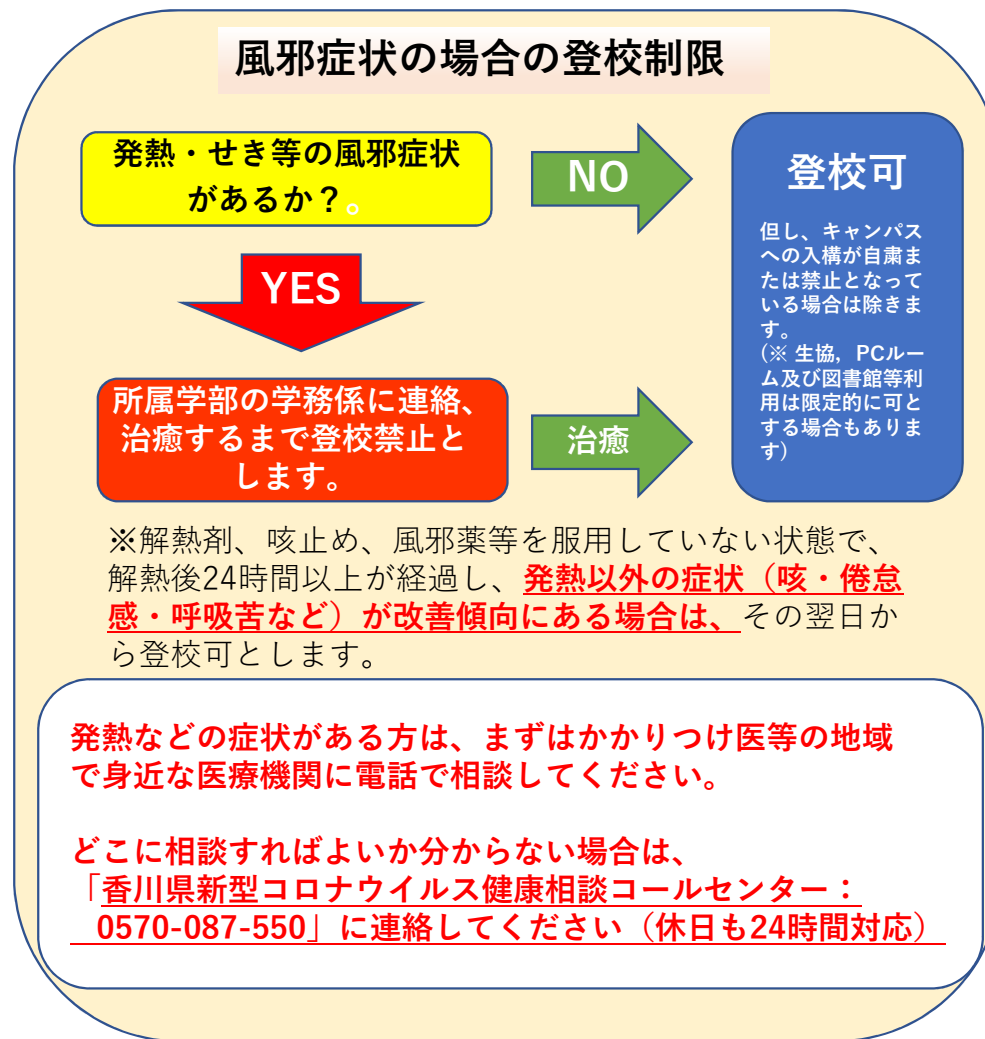 風邪症状の場合の登校制限
発熱・せき等の風邪症状
があるか？。
NO
登校可
但し、キャンパス
への入構が自粛ま
たは禁止となって
いる場合は除きま
す。
(※ 生協，PCルー
ム及び図書館等利
用は限定的に可と
する場合もありま
す)
YES
所属学部の学務係に連絡、
治癒するまで登校禁止と
します。
治癒
※解熱剤、咳止め、風邪薬等を服用していない状態で、
解熱後24時間以上が経過し、発熱以外の症状（咳・倦怠
感・呼吸苦など）が改善傾向にある場合は、その翌日か
ら登校可とします。
発熱などの症状がある方は、まずはかかりつけ医等の地域
で身近な医療機関に電話で相談してください。
どこに相談すればよいか分からない場合は、
「香川県新型コロナウイルス健康相談コールセンター：
0570-087-550」に連絡してください（休日も24時間対応）